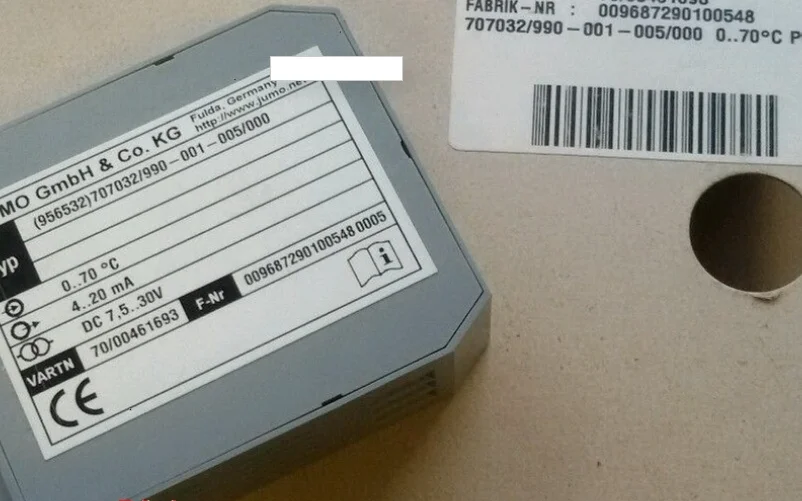 MO GmbH & Co. KG
Fulda, Germany
http://www.jumo.ne
(956532)707032/990-001-005/000
yp
0..70 °C
4..20 mA
DC 7,5..30V
VARTN 70/00461693 F-Nr 009687290100548 0005
CE
i
FABRIK-NR : 009687290100548
707032/990-001-005/000 0..70°C P